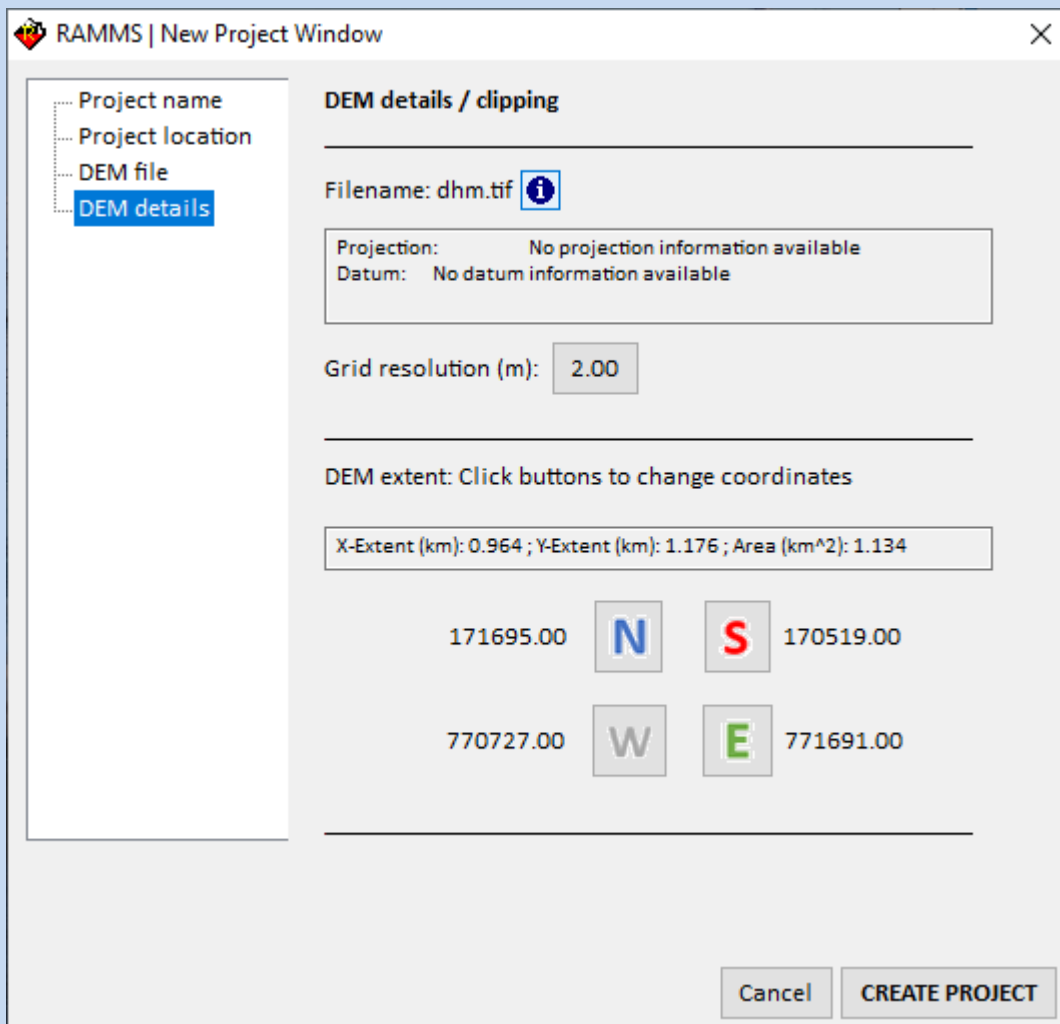 RAMMS | New Project Window
Project name
Project location
DEM file
DEM details
DEM details / clipping
Filename: dhm.tif
Projection: No projection information available
Datum: No datum information available
Grid resolution (m): 2.00
DEM extent: Click buttons to change coordinates
X-Extent (km): 0.964 ; Y-Extent (km): 1.176 ; Area (km^2): 1.134
171695.00 N S 170519.00
770727.00 W E 771691.00
Cancel CREATE PROJECT